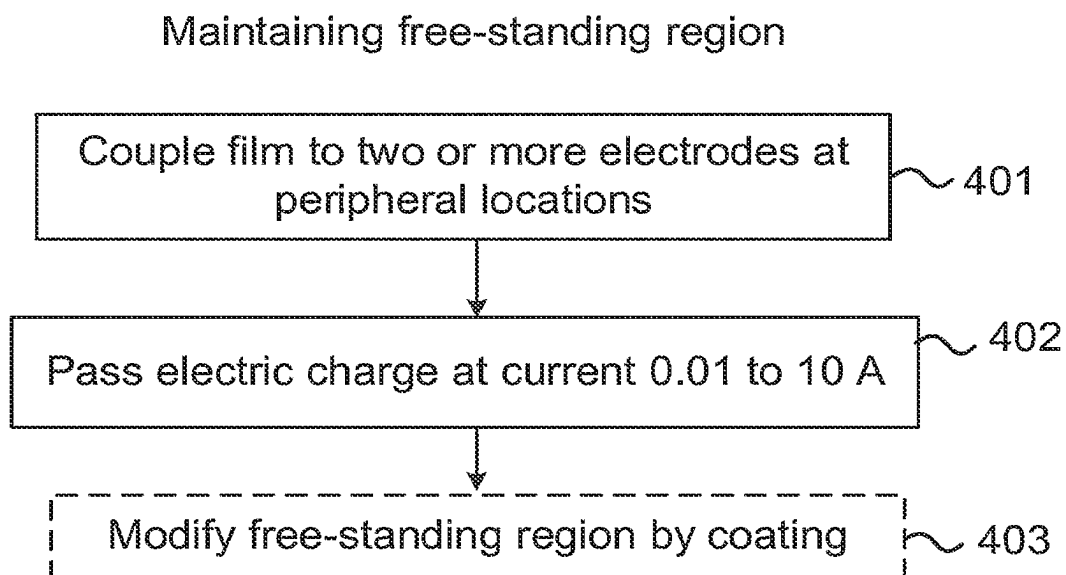 Maintaining free-standing region
Couple film to two or more electrodes at
peripheral locations
401
Pass electric charge at current 0.01 to 10 A
402
Modify free-standing region by coating
403